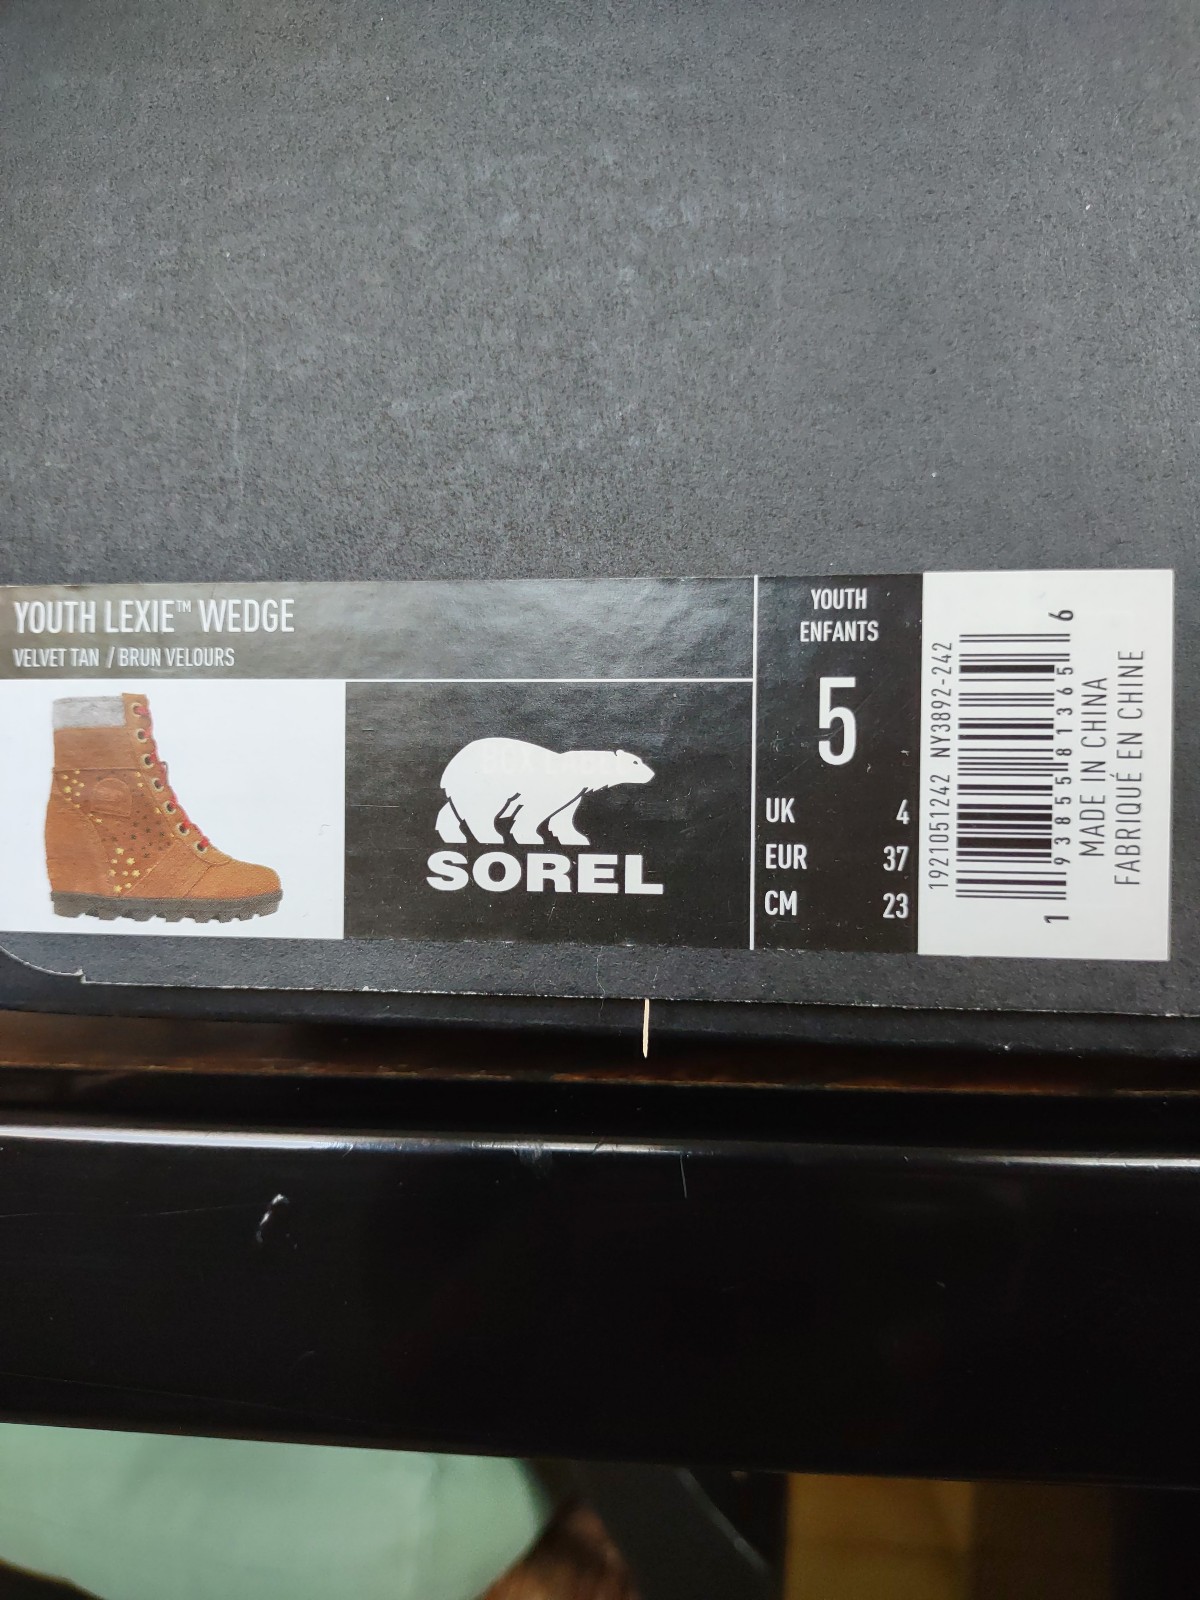 YOUTH LEXIE™ WEDGE
VELVET TAN / BRUN VELOURS
SOREL
YOUTH
ENFANTS
5
UK 4
EUR 37
CM 23
1921051242 NY3892-242
1 93855 81365 6
MADE IN CHINA
FABRIQUÉ EN CHINE